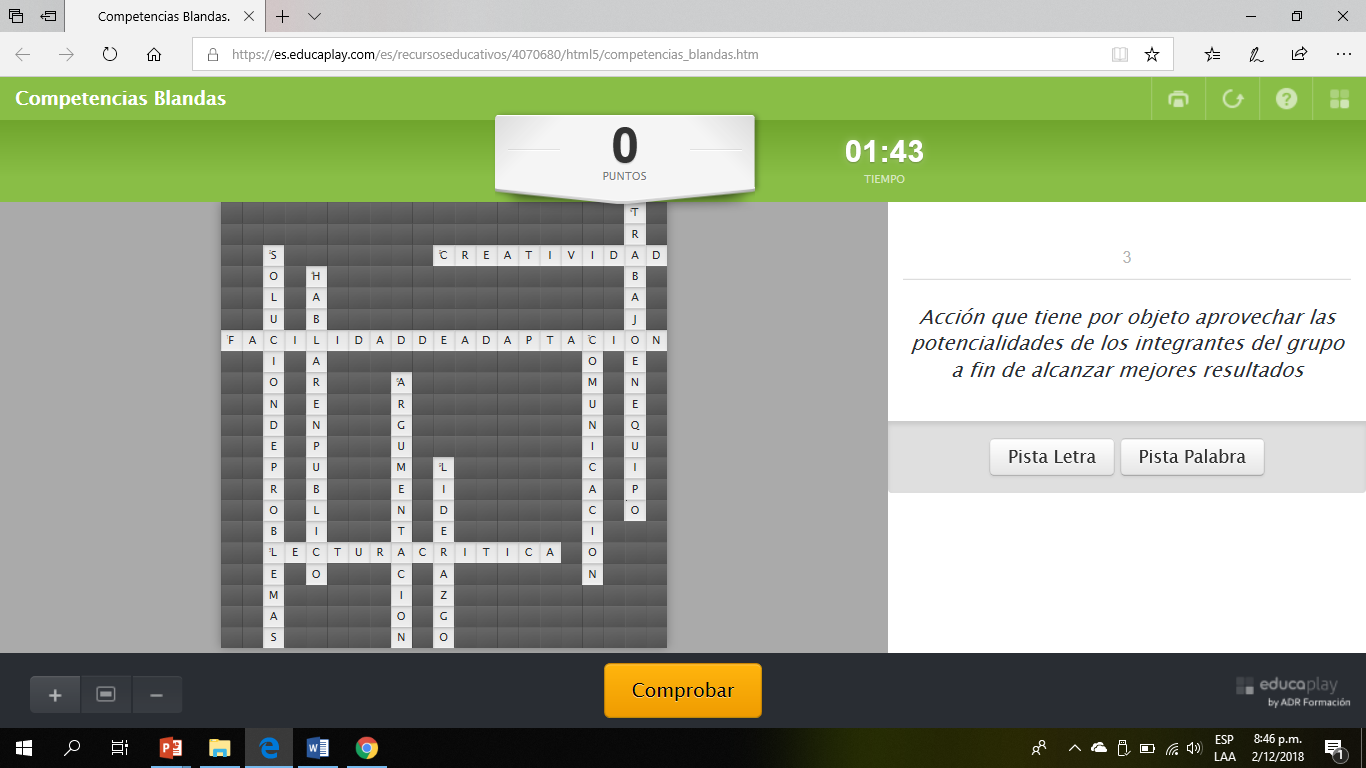 Competencias Blandas.
https://es.educaplay.com/es/recursoseducativos/4070680/html5/competencias_blandas.htm
Competencias Blandas
0
PUNTOS
01:43
TIEMPO
TRABAJOENEQUIPO
CREATIVIDAD
SOLUCIONDEPROBLEMAS
HABLARENPUBLICO
FACILIDADDEADAPTACION
COMUNICACION
ARGUMENTACION
LIDERAZGO
LECTURACRITICA
3
Acción que tiene por objeto aprovechar las
potencialidades de los integrantes del grupo
a fin de alcanzar mejores resultados
Pista Letra
Pista Palabra
Comprobar
educaplay
by ADR Formación
ESP
LAA
8:46 p.m.
2/12/2018
1